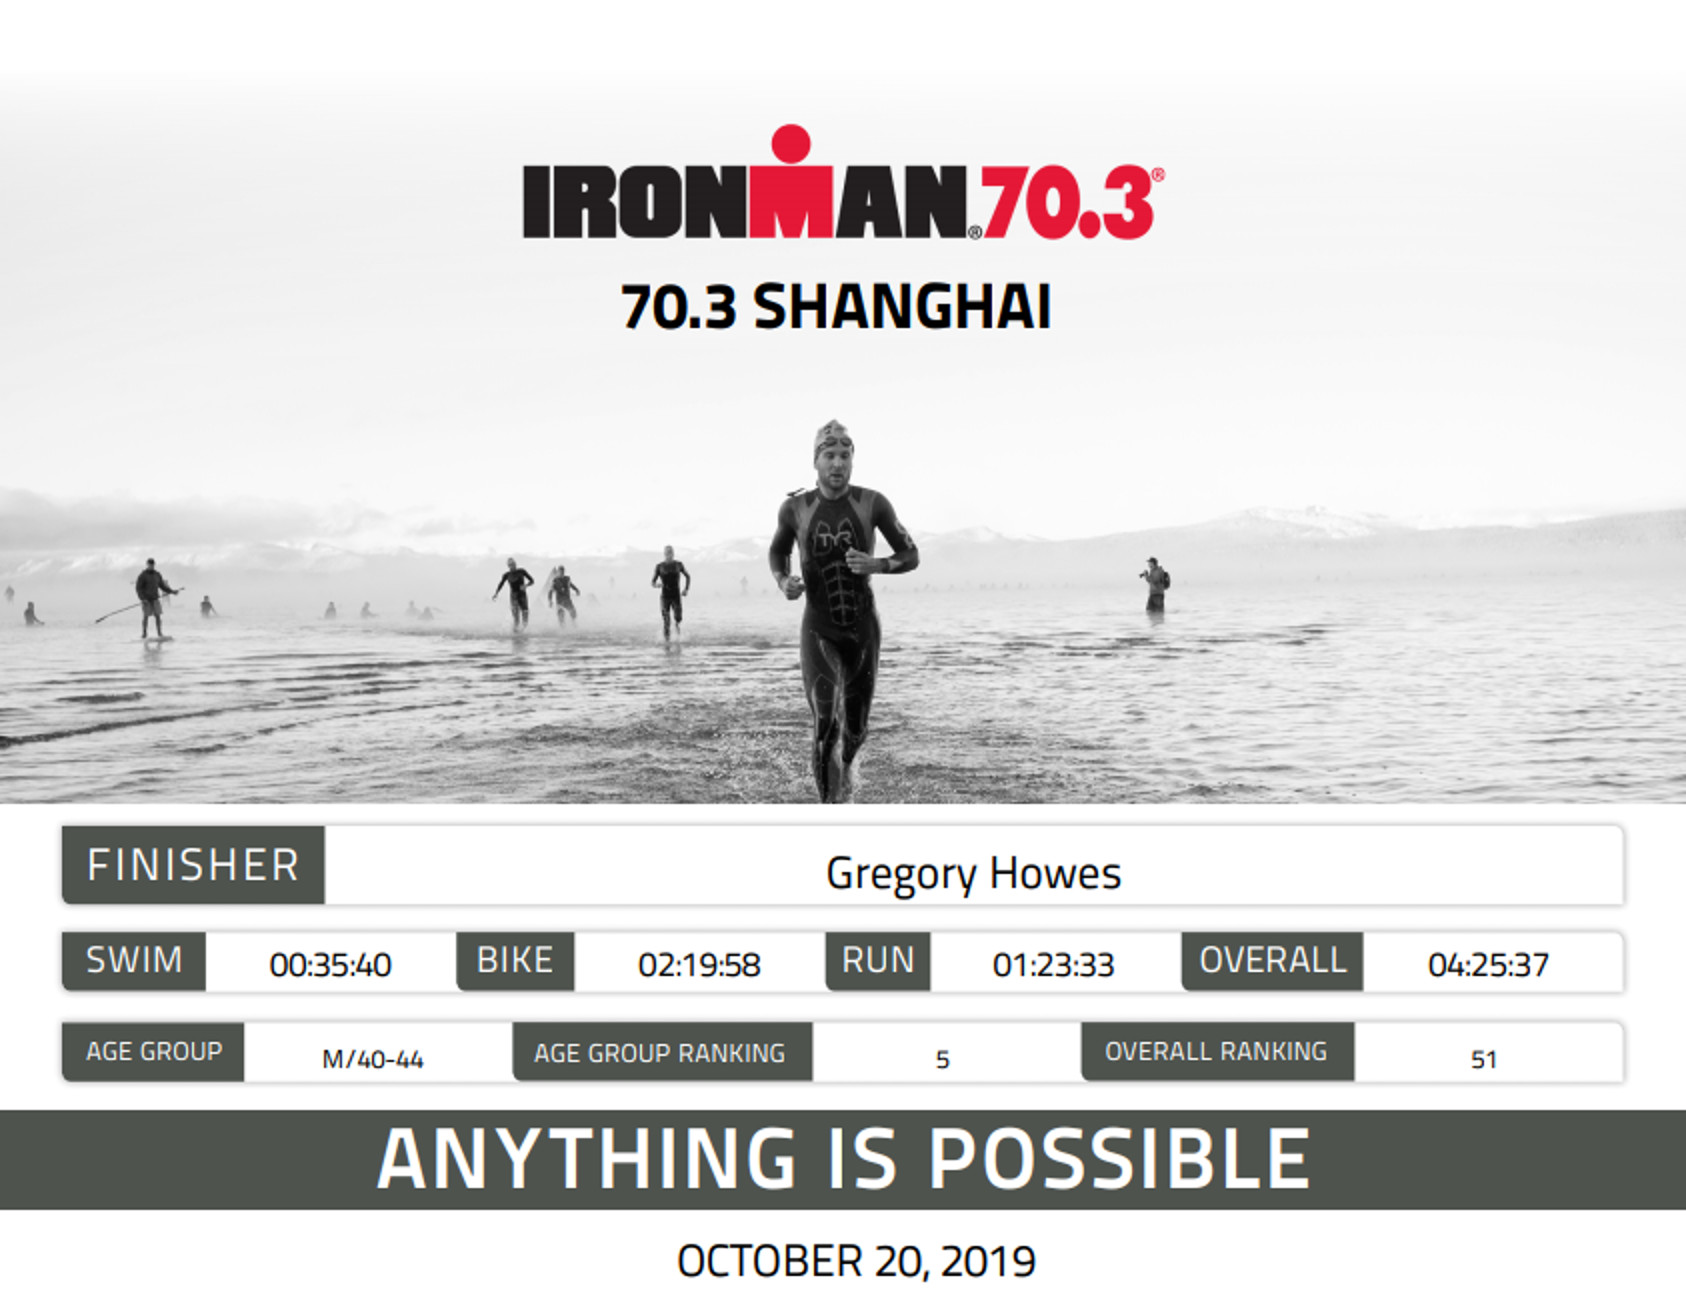 IRONMAN®70.3®
70.3 SHANGHAI
TYR
FINISHER Gregory Howes
SWIM 00:35:40 BIKE 02:19:58 RUN 01:23:33 OVERALL 04:25:37
AGE GROUP M/40-44 AGE GROUP RANKING 5 OVERALL RANKING 51
ANYTHING IS POSSIBLE
OCTOBER 20, 2019